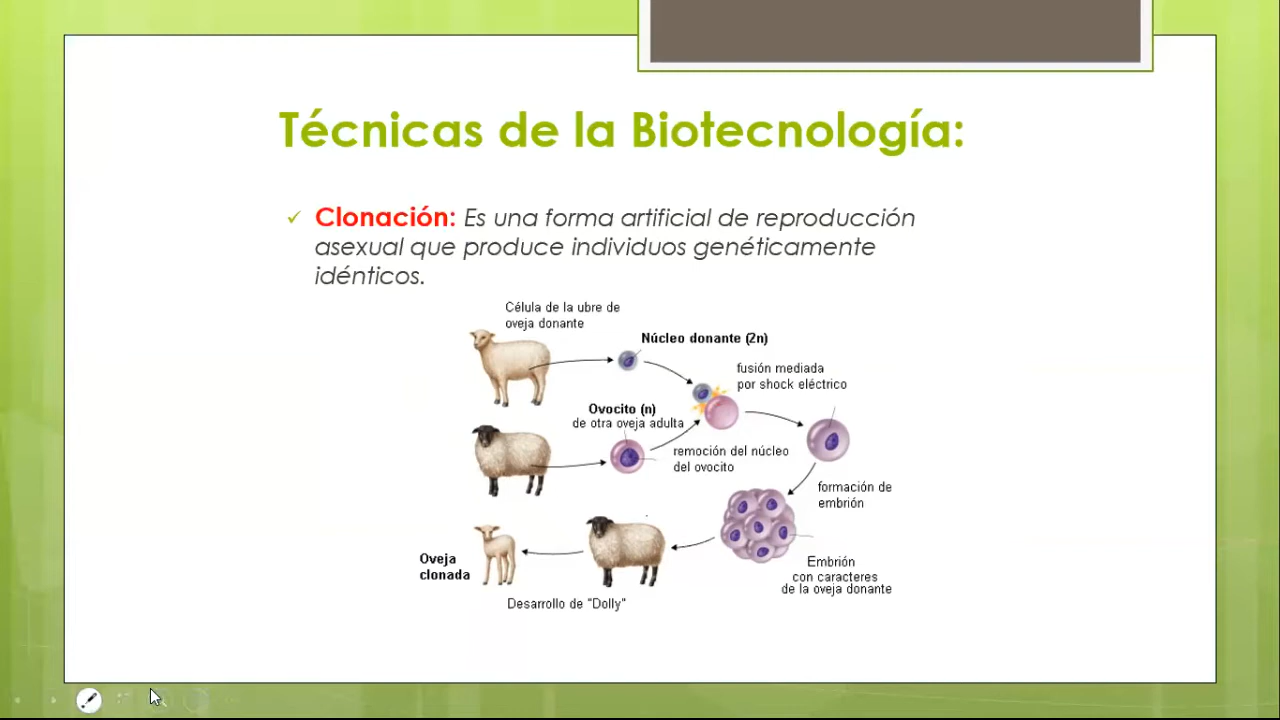 Técnicas de la Biotecnología:
✓ Clonación: Es una forma artificial de reproducción
asexual que produce individuos genéticamente
idénticos.
Célula de la ubre de
oveja donante
Núcleo donante (2n)
fusión mediada
por shock eléctrico
Ovocito (n)
de otra oveja adulta
remoción del núcleo
del ovocito
formación de
embrión
Embrión
con caracteres
de la oveja donante
Oveja
clonada
Desarrollo de "Dolly"